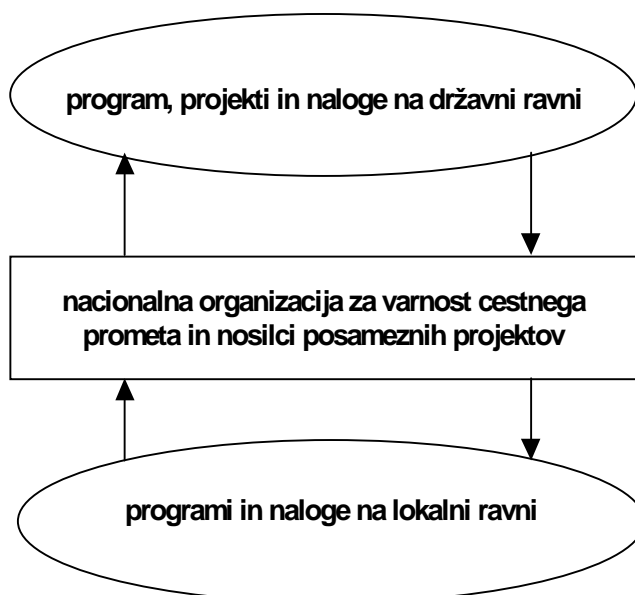 program, projekti in naloge na državni ravni
nacionalna organizacija za varnost cestnega
prometa in nosilci posameznih projektov
programi in naloge na lokalni ravni